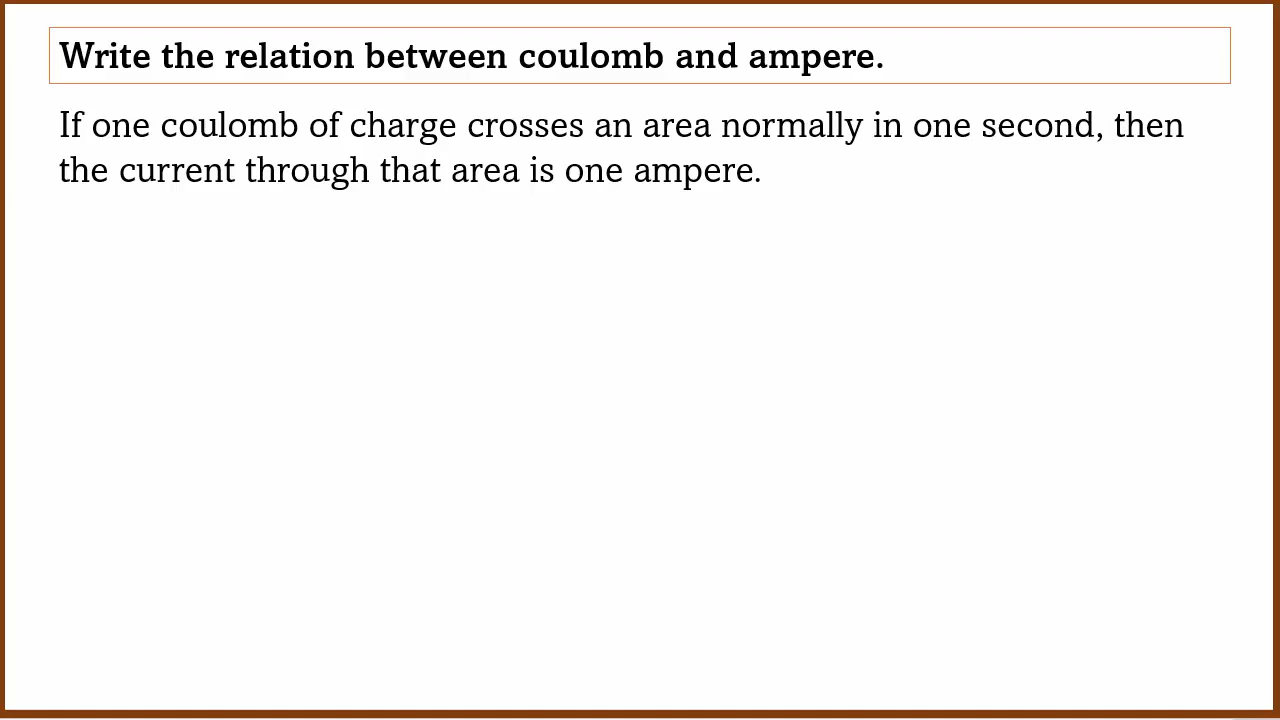 Write the relation between coulomb and ampere.
If one coulomb of charge crosses an area normally in one second, then
the current through that area is one ampere.